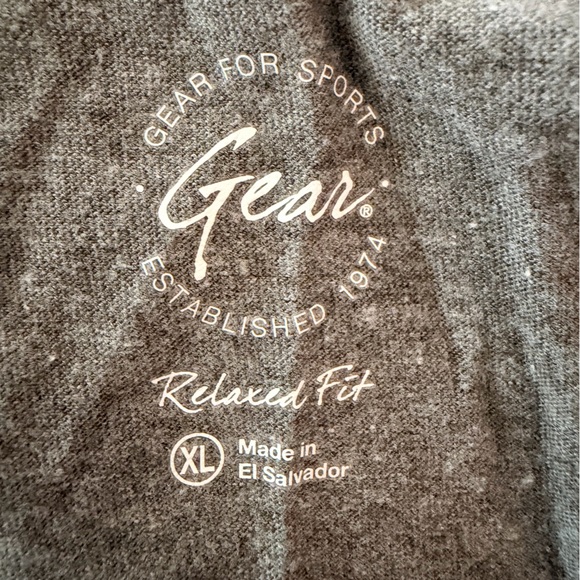 GEAR FOR SPORTS
Gear®
ESTABLISHED 1974
Relaxed Fit
XL
Made in
El Salvador